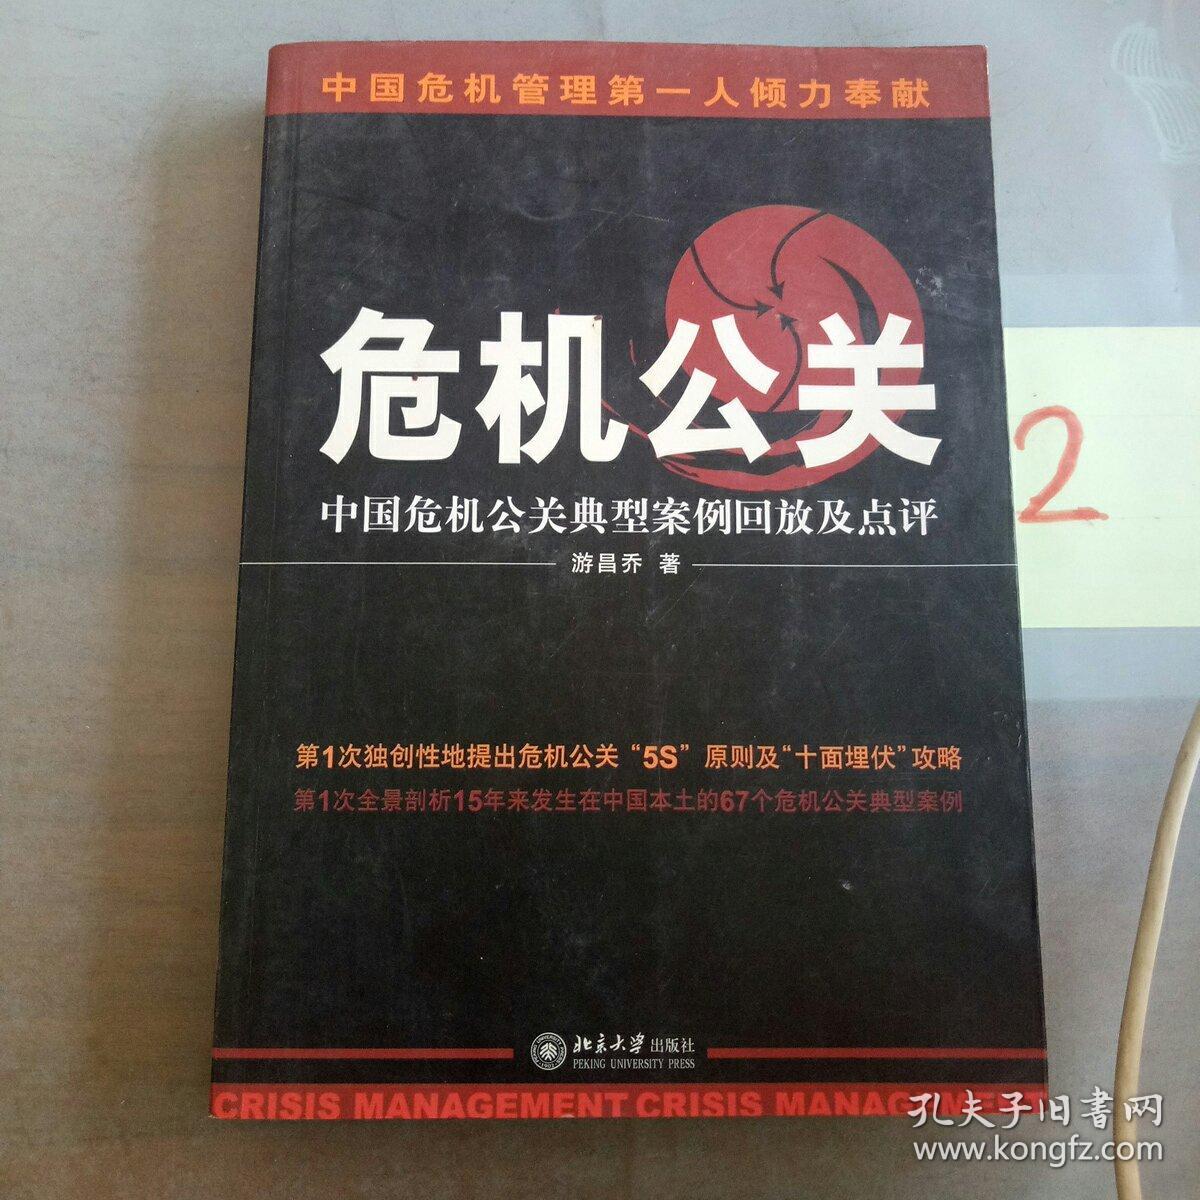 中国危机管理第一人倾力奉献
危机公关
中国危机公关典型案例回放及点评
游昌乔 著
2
第1次独创性地提出危机公关“5S”原则及“十面埋伏”攻略
第1次全景剖析15年来发生在中国本土的67个危机公关典型案例
北京大学出版社
PEKING UNIVERSITY PRESS
CRISIS MANAGEMENT CRISIS MANAGEME
孔夫子旧书网
www.kongfz.com